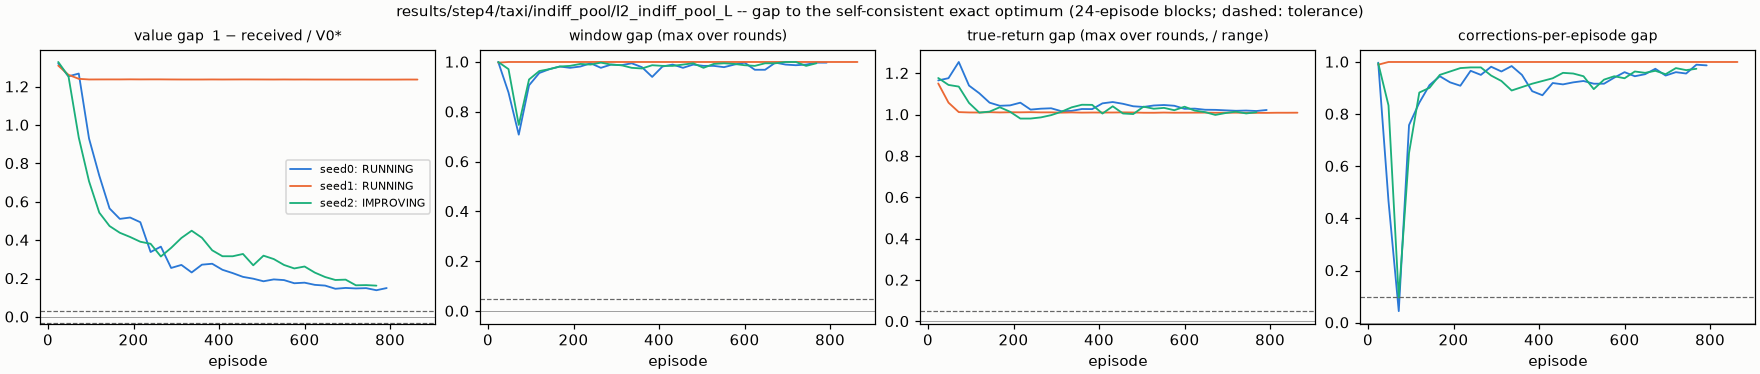 results/step4/taxi/indiff_pool/l2_indiff_pool_L -- gap to the self-consistent exact optimum (24-episode blocks; dashed: tolerance)
value gap 1 − received / V0*
1.2
1.0
0.8
0.6
0.4
0.2
0.0
seed0: RUNNING
seed1: RUNNING
seed2: IMPROVING
0 200 400 600 800
episode
window gap (max over rounds)
1.0
0.8
0.6
0.4
0.2
0.0
0 200 400 600 800
episode
true-return gap (max over rounds, / range)
1.2
1.0
0.8
0.6
0.4
0.2
0.0
0 200 400 600 800
episode
corrections-per-episode gap
1.0
0.8
0.6
0.4
0.2
0.0
0 200 400 600 800
episode